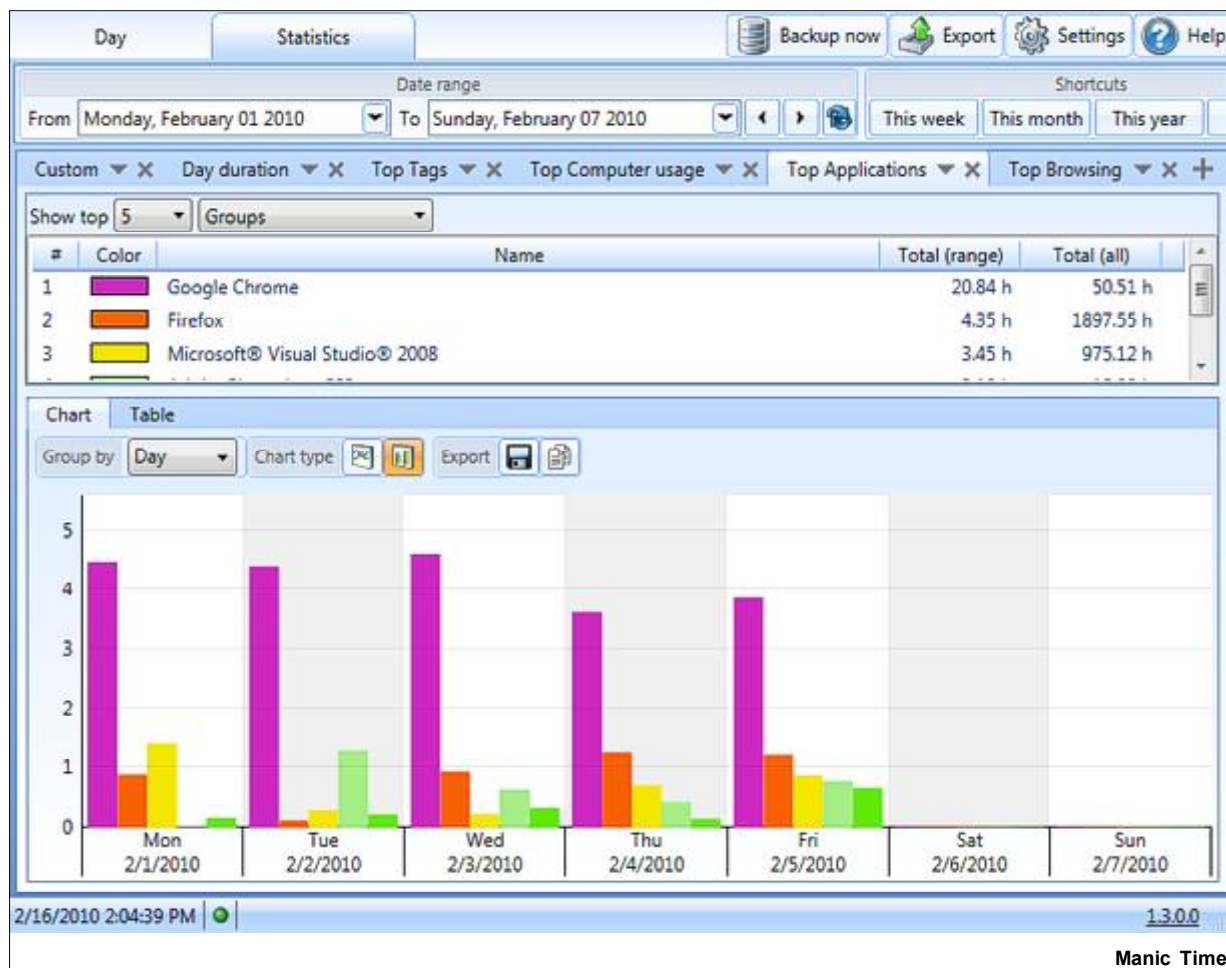 Day Statistics Backup now Export Settings Help
Date range Shortcuts
From Monday, February 01 2010 To Sunday, February 07 2010 This week This month This year
Custom Day duration Top Tags Top Computer usage Top Applications Top Browsing
Show top 5 Groups
# Color Name Total (range) Total (all)
1 Google Chrome 20.84 h 50.51 h
2 Firefox 4.35 h 1897.55 h
3 Microsoft® Visual Studio® 2008 3.45 h 975.12 h
Chart Table
Group by Day Chart type Export
5
4
3
2
1
0
Mon Tue Wed Thu Fri Sat Sun
2/1/2010 2/2/2010 2/3/2010 2/4/2010 2/5/2010 2/6/2010 2/7/2010
2/16/2010 2:04:39 PM 1.3.0.0
Manic Time